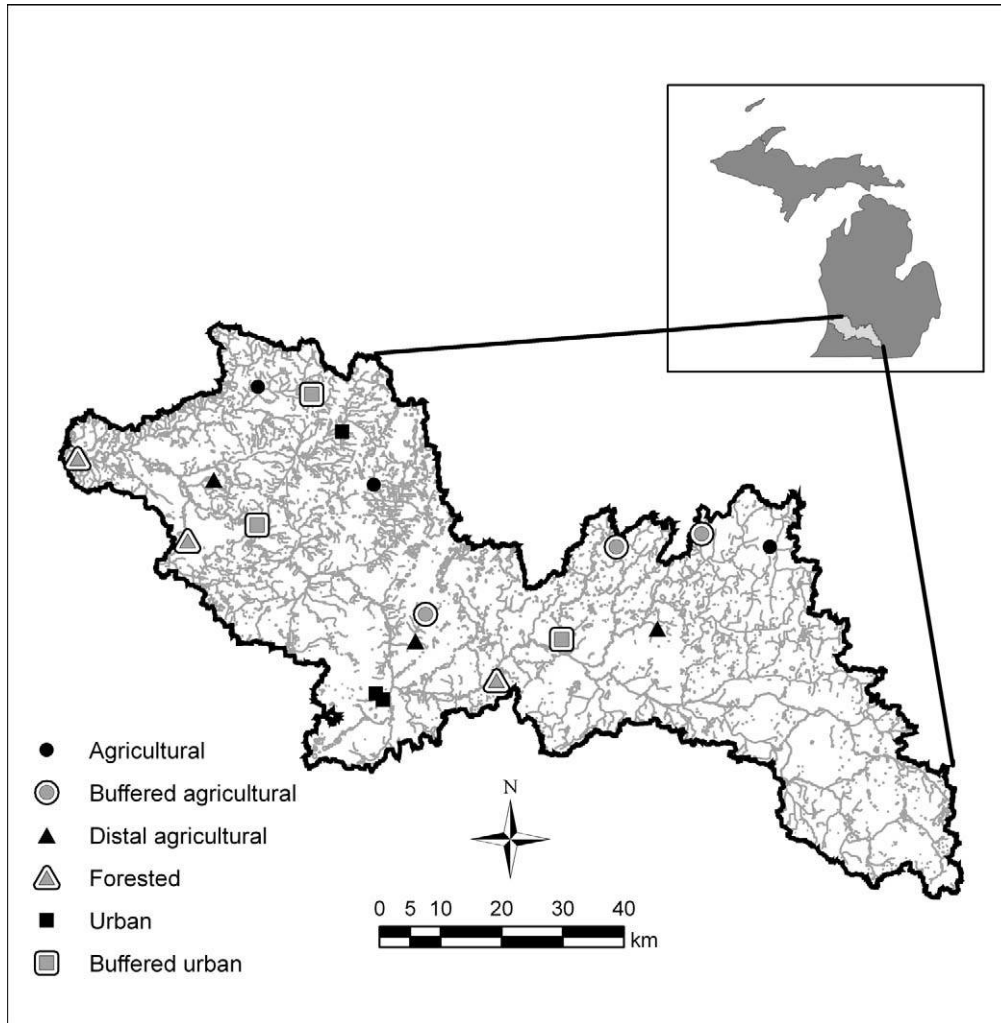 Agricultural
Buffered agricultural
Distal agricultural
Forested
Urban
Buffered urban
N
0 5 10 20 30 40
km